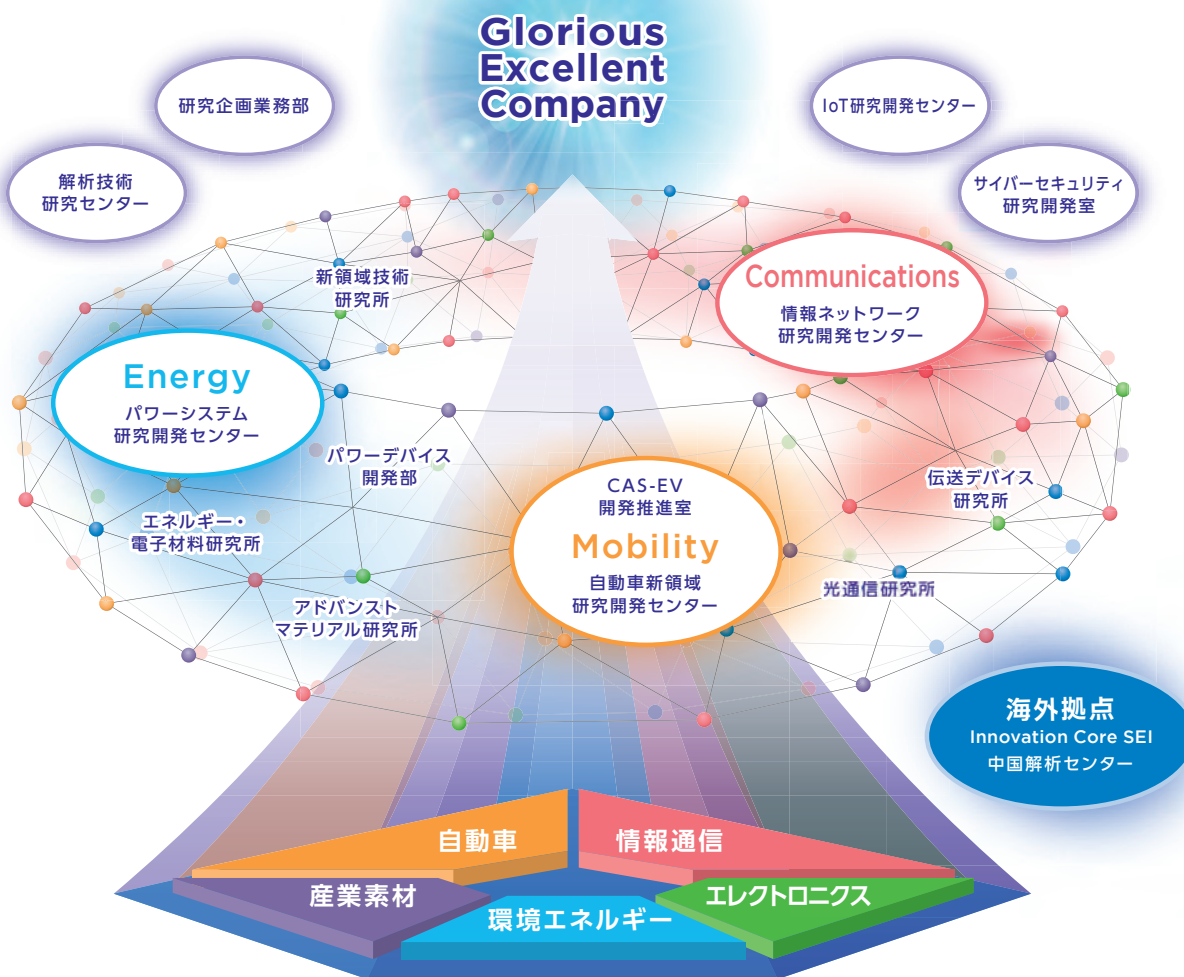 Glorious
Excellent
Company
研究企画業務部
IoT研究開発センター
解析技術
研究センター
サイバーセキュリティ
研究開発室
新領域技術
研究所
Communications
情報ネットワーク
研究開発センター
Energy
パワーシステム
研究開発センター
パワーデバイス
開発部
CAS-EV
開発推進室
Mobility
自動車新領域
研究開発センター
伝送デバイス
研究所
エネルギー・
電子材料研究所
光通信研究所
アドバンスト
マテリアル研究所
海外拠点
Innovation Core SEI
中国解析センター
自動車
情報通信
産業素材
エレクトロニクス
環境エネルギー